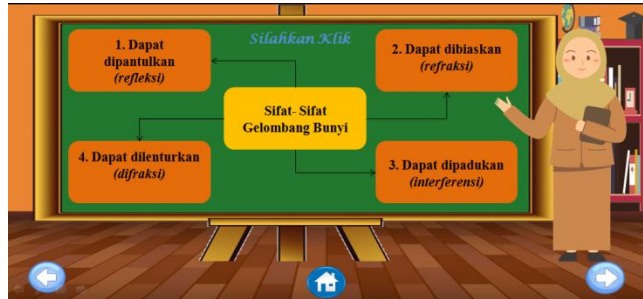 Silahkan Klik
1. Dapat
dipantulkan
(refleksi)
2. Dapat dibiaskan
(refraksi)
Sifat- Sifat
Gelombang Bunyi
4. Dapat dilenturkan
(difraksi)
3. Dapat dipadukan
(interferensi)